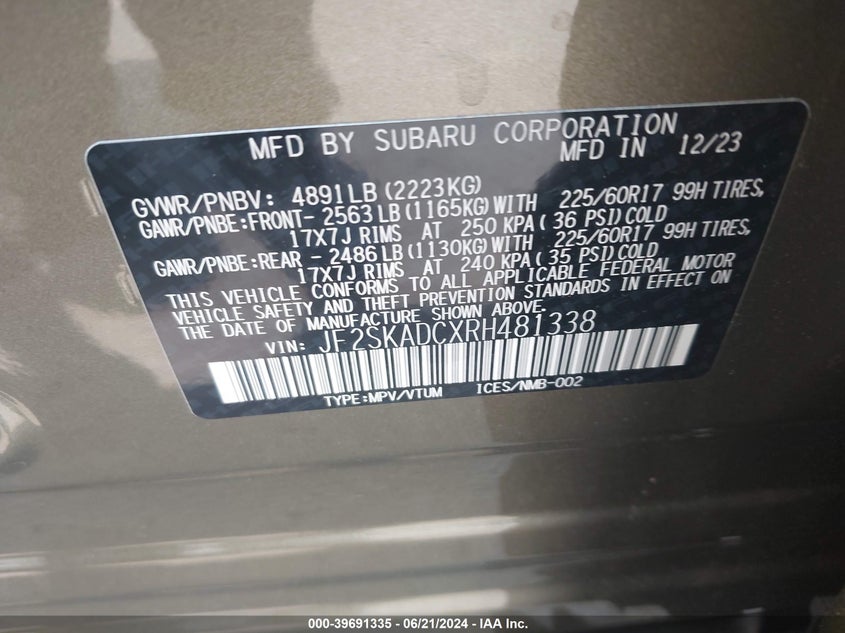 MFD BY SUBARU CORPORATION
MFD IN 12/23
GVWR/PNBV: 4891LB(2223KG)
GAWR/PNBE:FRONT- 2563LB(1165KG)WITH 225/60R17 99H TIRES,
17X7J RIMS AT 250 KPA( 36 PSI)COLD
GAWR/PNBE:REAR - 2486LB(1130KG)WITH 225/60R17 99H TIRES,
17X7J RIMS AT 240 KPA( 35 PSI)COLD
THIS VEHICLE CONFORMS TO ALL APPLICABLE FEDERAL MOTOR
VEHICLE SAFETY AND THEFT PREVENTION STANDARDS IN EFFECT ON
THE DATE OF MANUFACTURE SHOWN ABOVE.
VIN: JF2SKADCXRH481338
TYPE:MPV/VTUM ICES/NMB-002
000-39691335 - 06/21/2024 - IAA Inc.